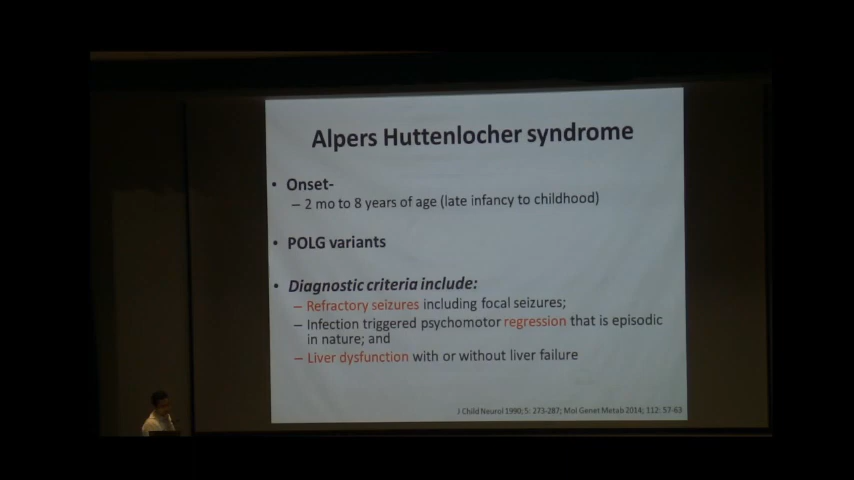 Alpers Huttenlocher syndrome
• Onset-
– 2 mo to 8 years of age (late infancy to childhood)
• POLG variants
• Diagnostic criteria include:
– Refractory seizures including focal seizures;
– Infection triggered psychomotor regression that is episodic
in nature; and
– Liver dysfunction with or without liver failure
J Child Neurol 1990; 5: 273-287; Mol Genet Metab 2014; 112: 57-63